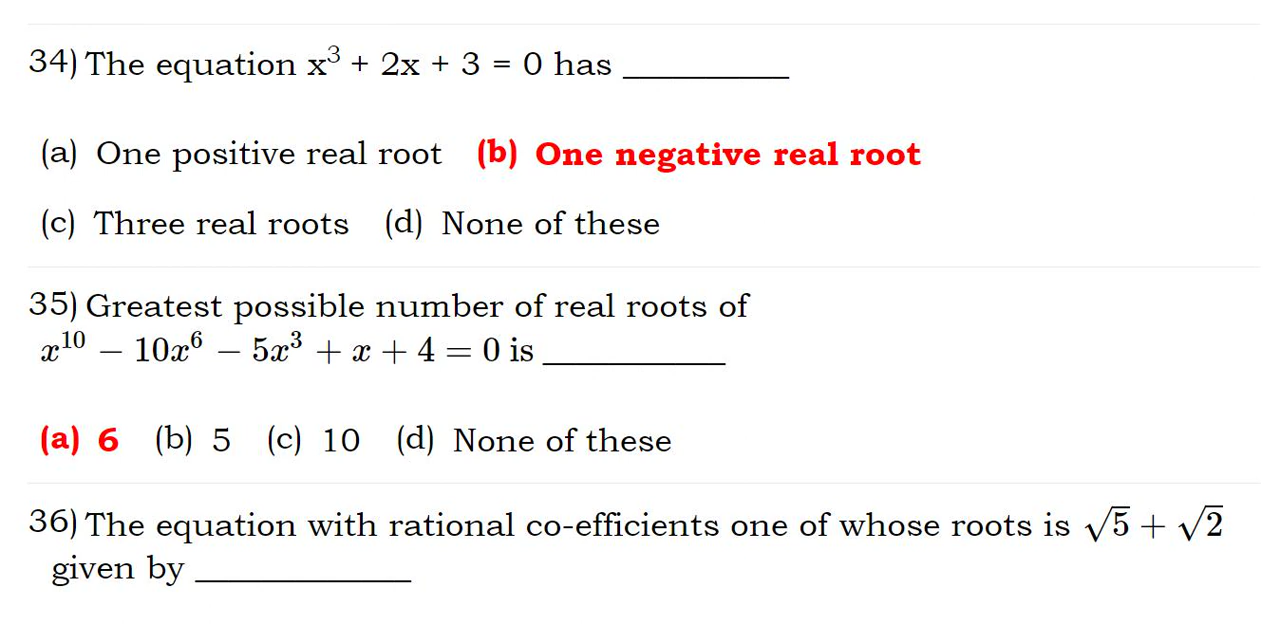 34) The equation x³ + 2x + 3 = 0 has __________
(a) One positive real root (b) One negative real root
(c) Three real roots (d) None of these
35) Greatest possible number of real roots of
x¹⁰ − 10x⁶ − 5x³ + x + 4 = 0 is ___________
(a) 6 (b) 5 (c) 10 (d) None of these
36) The equation with rational co-efficients one of whose roots is √5 + √2
given by _____________